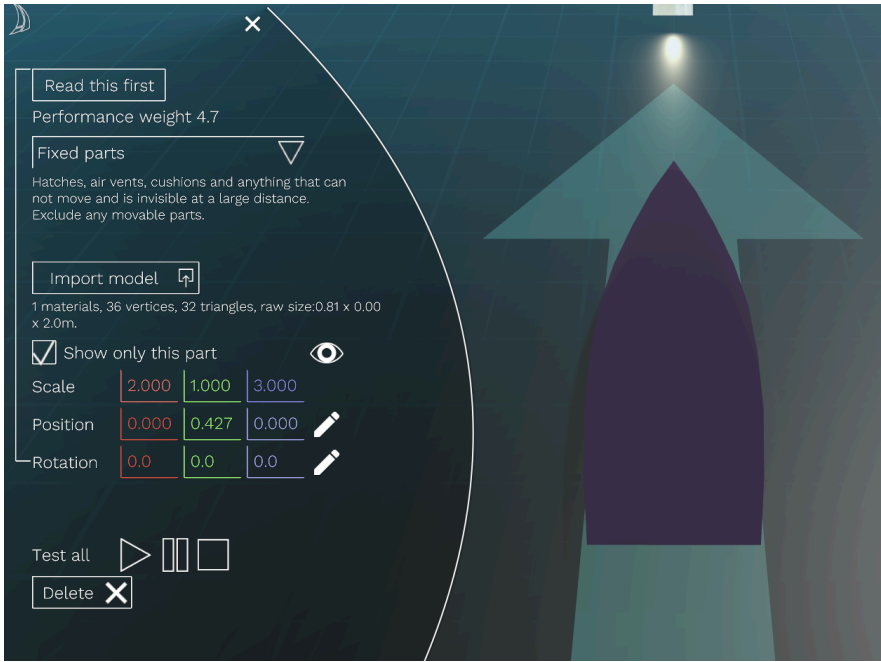 Read this first
Performance weight 4.7
Fixed parts
Hatches, air vents, cushions and anything that can
not move and is invisible at a large distance.
Exclude any movable parts.
Import model
1 materials, 36 vertices, 32 triangles, raw size:0.81 x 0.00
x 2.0m.
Show only this part
Scale 2.000 1.000 3.000
Position 0.000 0.427 0.000
Rotation 0.0 0.0 0.0
Test all
Delete